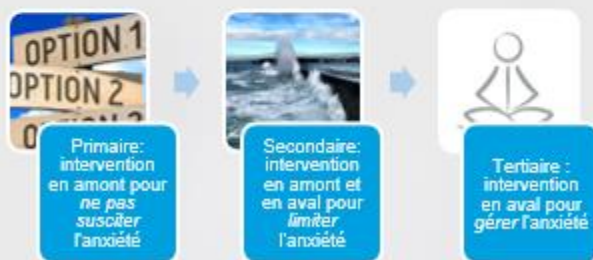 OPTION 1
OPTION 2
Primaire:
intervention
en amont pour
ne pas
susciter
l'anxiété
Secondaire:
intervention
en amont et
en aval pour
limiter
l'anxiété
Tertiaire :
intervention
en aval pour
gérer l'anxiété